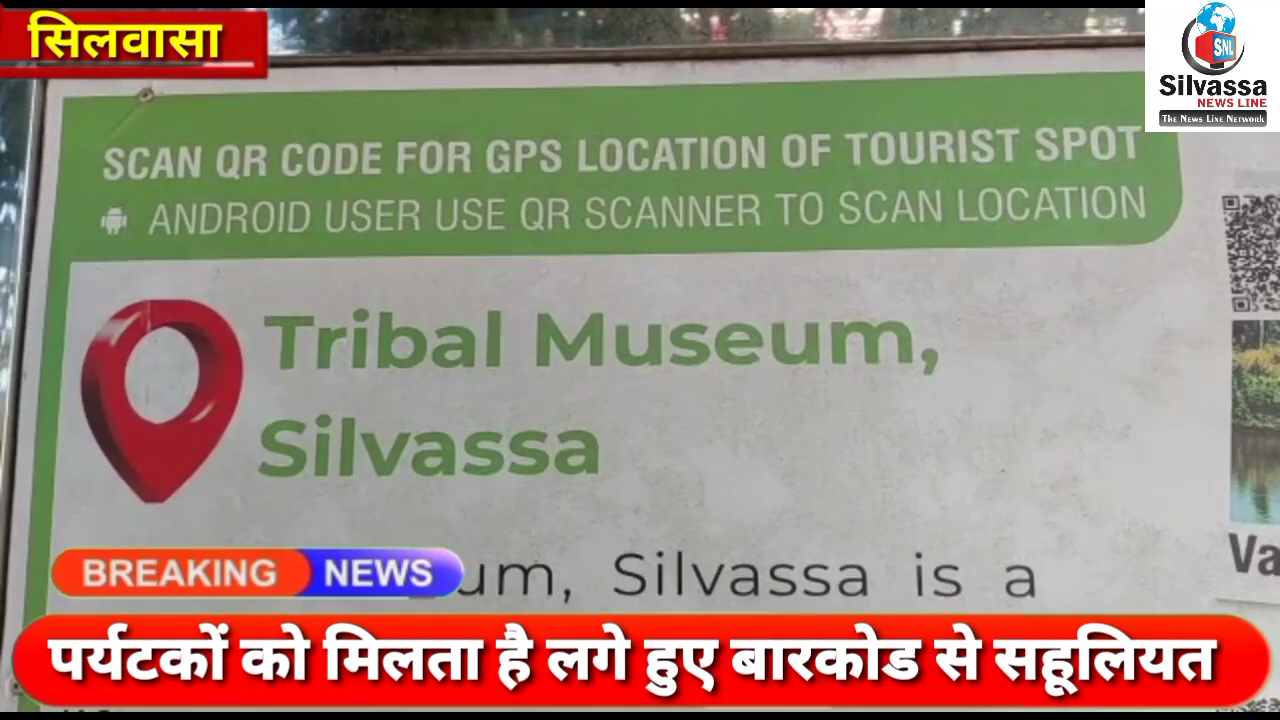 सिलवासा
SNL
Silvassa
NEWS LINE
THE NEWS LINE NETWORK
SCAN QR CODE FOR GPS LOCATION OF TOURIST SPOT
ANDROID USER USE QR SCANNER TO SCAN LOCATION
Tribal Museum,
Silvassa
um, Silvassa is a
Va
BREAKING NEWS
पर्यटकों को मिलता है लगे हुए बारकोड से सहूलियत